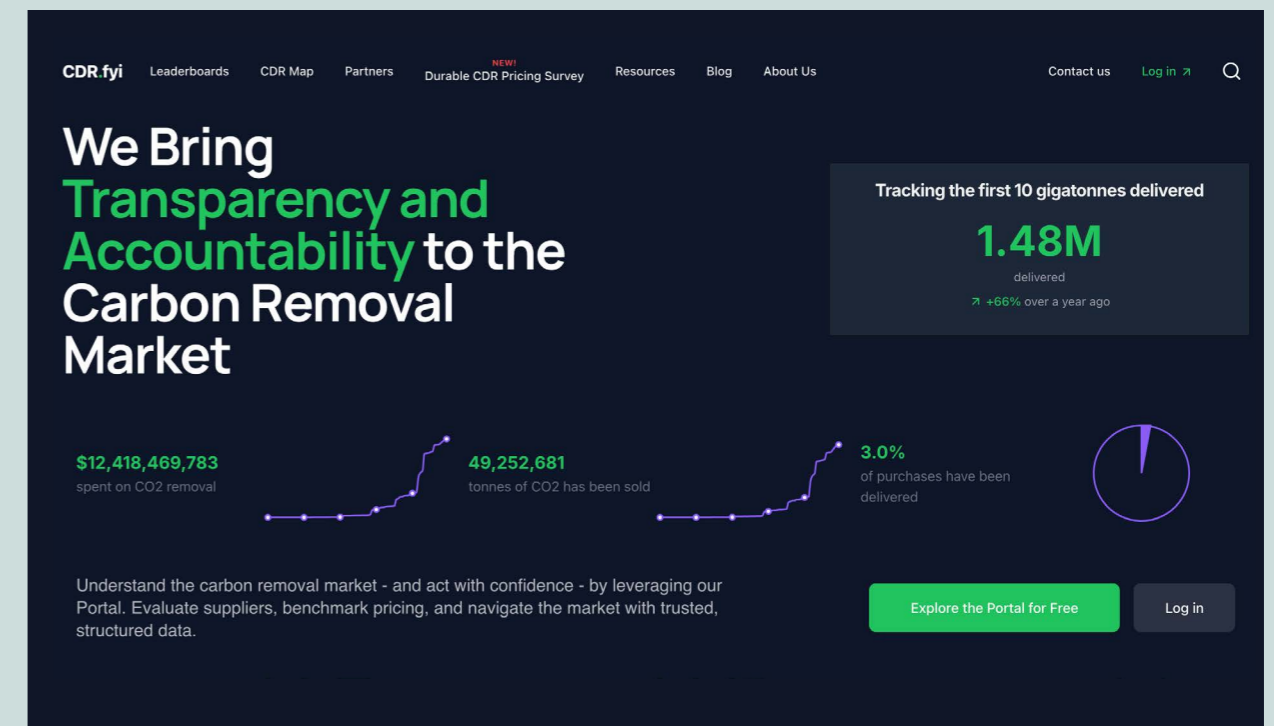 CDR.fyi Leaderboards CDR Map Partners NEW! Durable CDR Pricing Survey Resources Blog About Us Contact us Log in ↗
We Bring
Transparency and
Accountability to the
Carbon Removal
Market
Tracking the first 10 gigatonnes delivered
1.48M
delivered
↗ +66% over a year ago
$12,418,469,783
spent on CO2 removal
49,252,681
tonnes of CO2 has been sold
3.0%
of purchases have been
delivered
Understand the carbon removal market - and act with confidence - by leveraging our
Portal. Evaluate suppliers, benchmark pricing, and navigate the market with trusted,
structured data.
Explore the Portal for Free
Log in